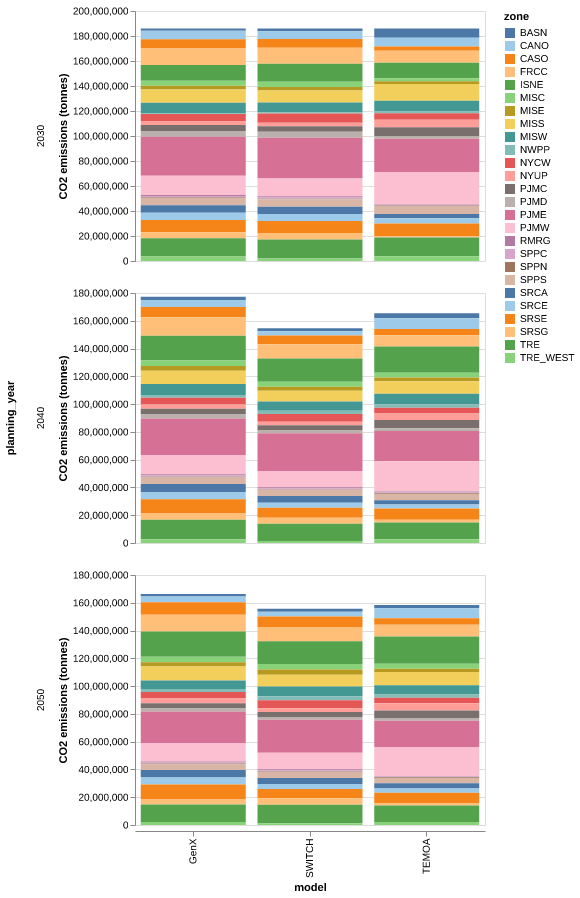 planning_year
2030
CO2 emissions (tonnes)
200,000,000
180,000,000
160,000,000
140,000,000
120,000,000
100,000,000
80,000,000
60,000,000
40,000,000
20,000,000
0
2040
CO2 emissions (tonnes)
180,000,000
160,000,000
140,000,000
120,000,000
100,000,000
80,000,000
60,000,000
40,000,000
20,000,000
0
2050
CO2 emissions (tonnes)
180,000,000
160,000,000
140,000,000
120,000,000
100,000,000
80,000,000
60,000,000
40,000,000
20,000,000
0
GenX
SWITCH
TEMOA
model
zone
BASN
CANO
CASO
FRCC
ISNE
MISC
MISE
MISS
MISW
NWPP
NYCW
NYUP
PJMC
PJMD
PJME
PJMW
RMRG
SPPC
SPPN
SPPS
SRCA
SRCE
SRSE
SRSG
TRE
TRE_WEST